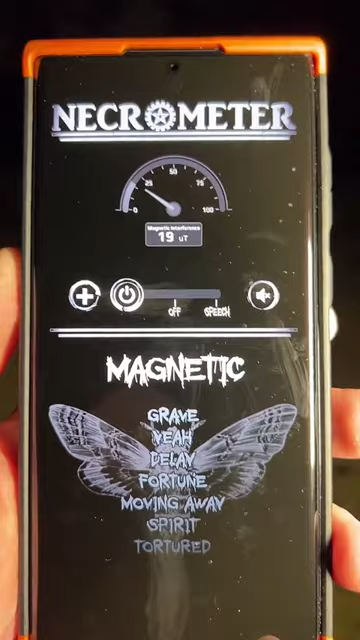 NECROMETER
50
25
75
0
100
Magnetic Interference
19 uT
OFF
SPEECH
MAGNETIC
GRAVE
YEAH
DELAY
FORTUNE
MOVING AWAY
SPIRIT
TORTURED